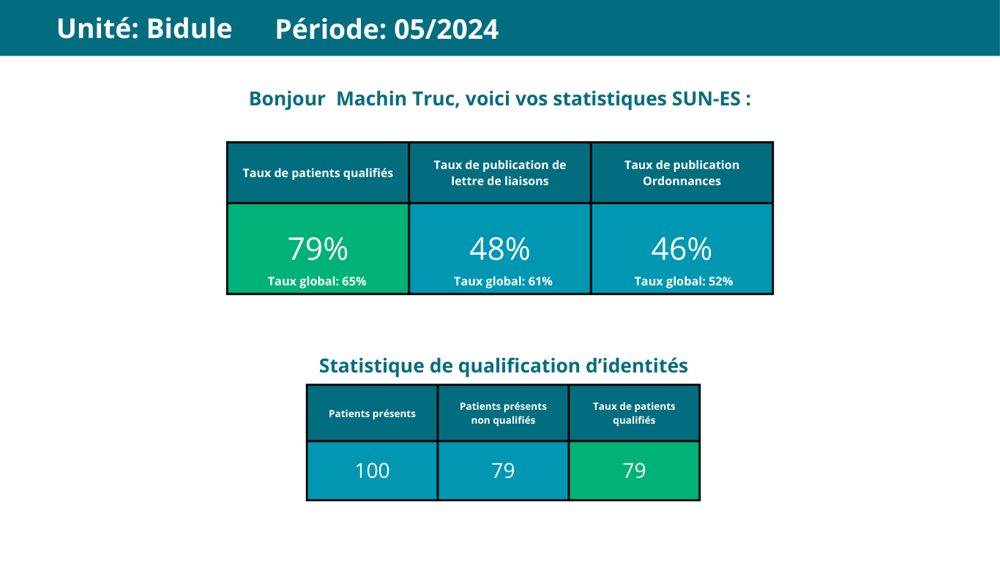 Unité: Bidule Période: 05/2024
Bonjour Machin Truc, voici vos statistiques SUN-ES :
Taux de patients qualifiés
Taux de publication de
lettre de liaisons
Taux de publication
Ordonnances
79%
48%
46%
Taux global: 65%
Taux global: 61%
Taux global: 52%
Statistique de qualification d’identités
Patients présents
Patients présents
non qualifiés
Taux de patients
qualifiés
100
79
79